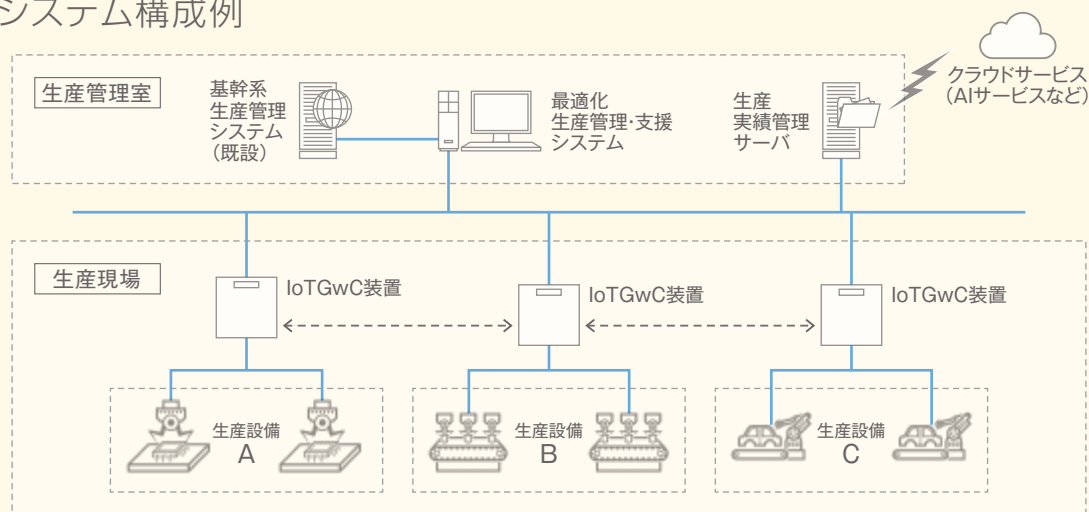 システム構成例
生産管理室
基幹系
生産管理
システム
（既設）
最適化
生産管理・支援
システム
生産
実績管理
サーバ
クラウドサービス
（AIサービスなど）
生産現場
IoTGwC装置
IoTGwC装置
IoTGwC装置
生産設備
A
生産設備
B
生産設備
C